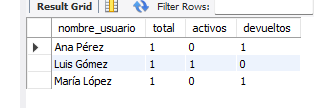 Result Grid Filter Rows:
nombre_usuario total activos devueltos
Ana Pérez 1 0 1
Luis Gómez 1 1 0
María López 1 0 1